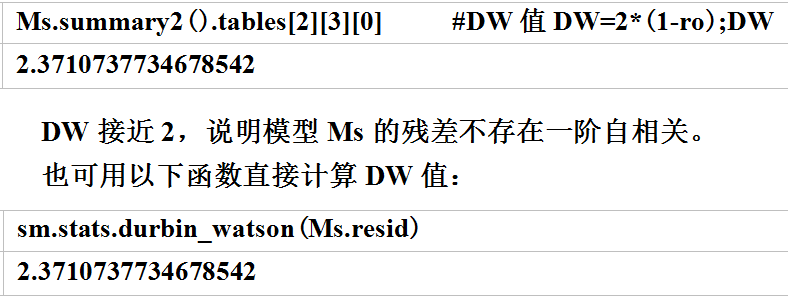 Ms.summary2().tables[2][3][0] #DW 值 DW=2*(1-ro);DW
2.3710737734678542
DW 接近 2，说明模型 Ms 的残差不存在一阶自相关。
也可用以下函数直接计算 DW 值：
sm.stats.durbin_watson(Ms.resid)
2.3710737734678542